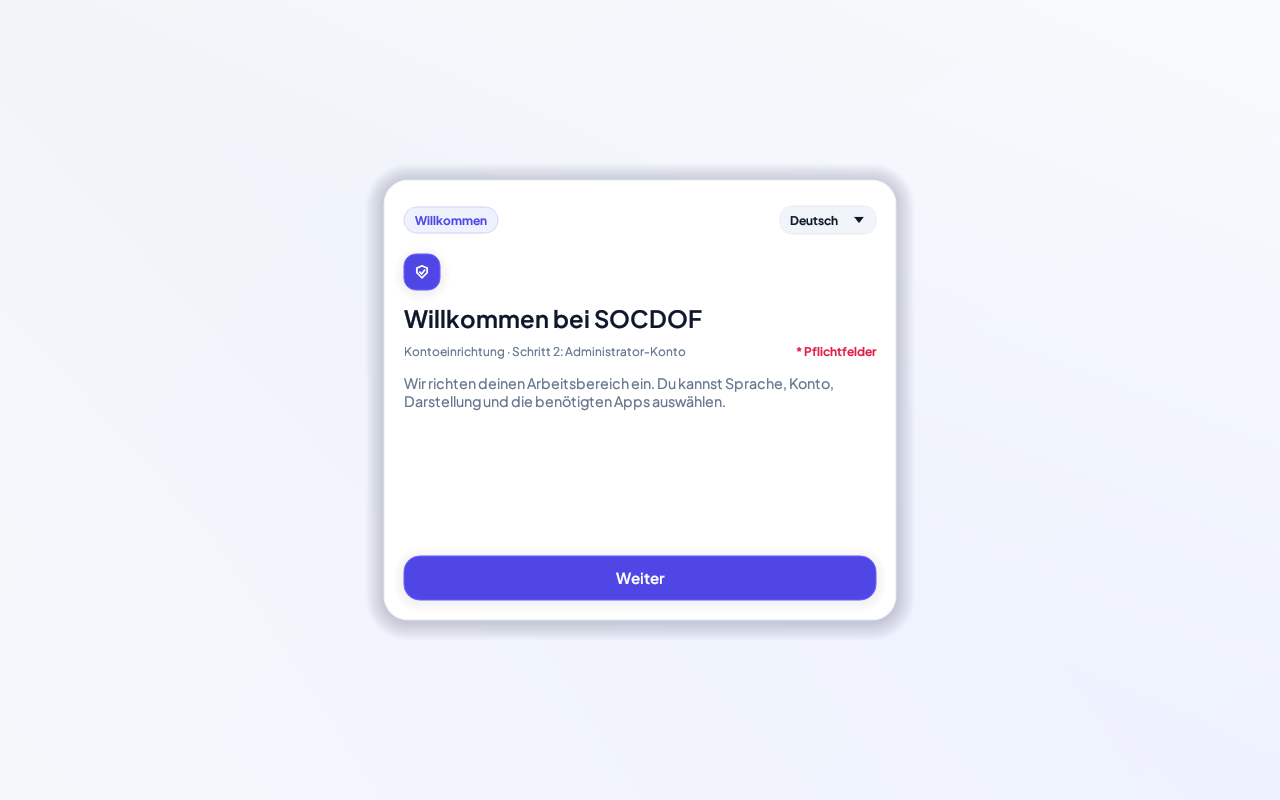 Willkommen
Deutsch
Willkommen bei SOCDOF
Kontoeinrichtung · Schritt 2: Administrator-Konto
* Pflichtfelder
Wir richten deinen Arbeitsbereich ein. Du kannst Sprache, Konto,
Darstellung und die benötigten Apps auswählen.
Weiter